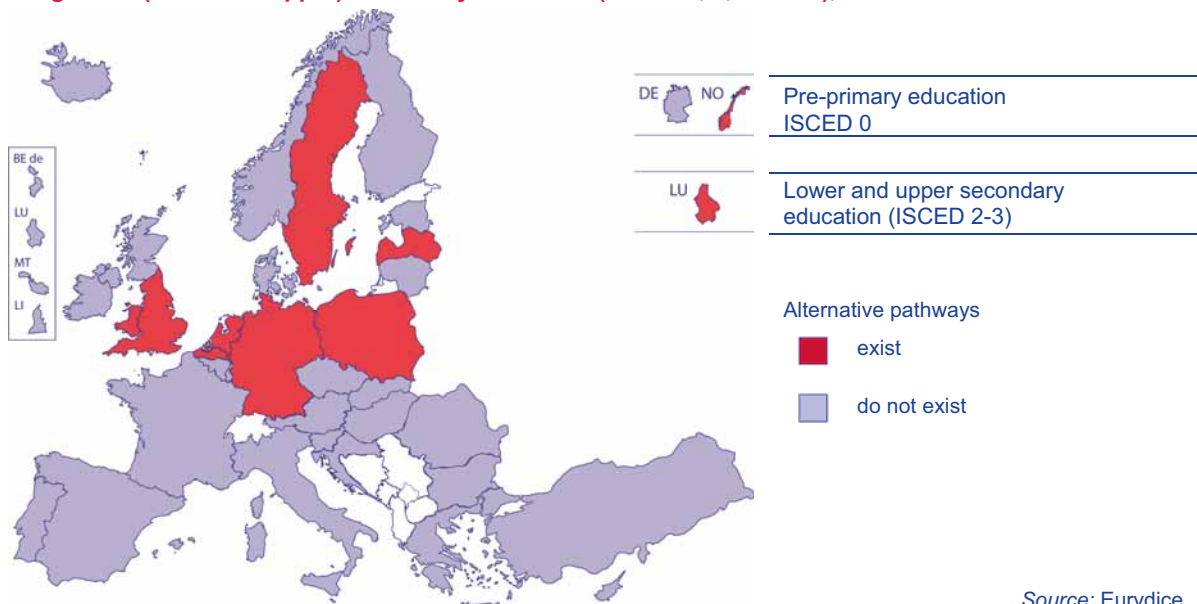 BE de
LU
MT
LI
DE NO
Pre-primary education
ISCED 0
LU
Lower and upper secondary
education (ISCED 2-3)
Alternative pathways
exist
do not exist
Source: Eurydice